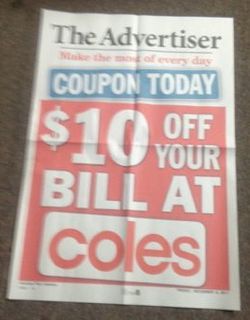 The Advertiser
Make the most of every day
COUPON TODAY
$10 OFF
YOUR
BILL AT
coles